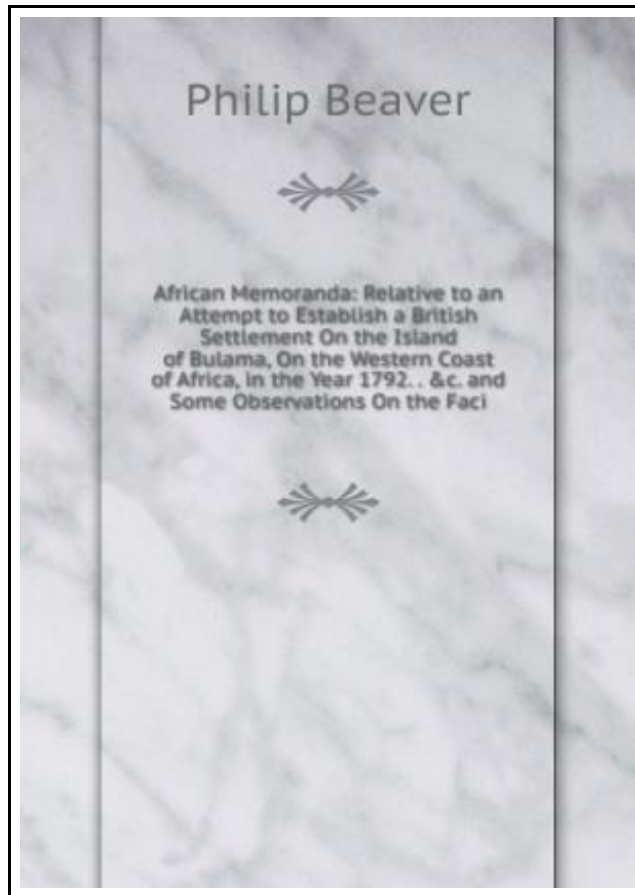 Philip Beaver
African Memoranda: Relative to an
Attempt to Establish a British
Settlement On the Island
of Bulama, On the Western Coast
of Africa, in the Year 1792. . &c. and
Some Observations On the Faci